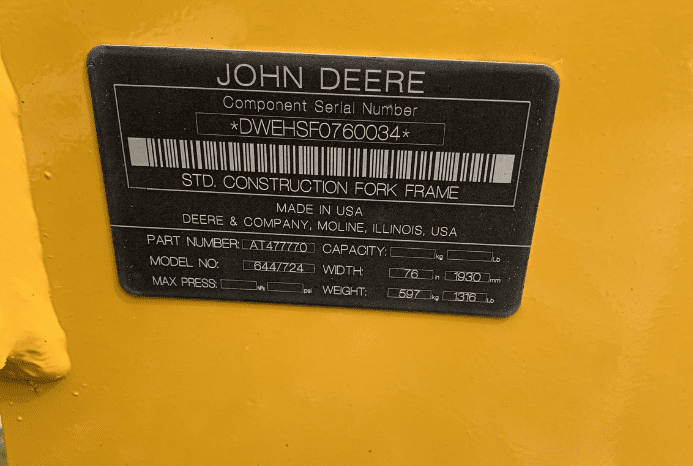 JOHN DEERE
Component Serial Number
*DWEHSF0760034*
STD. CONSTRUCTION FORK FRAME
MADE IN USA
DEERE & COMPANY, MOLINE, ILLINOIS, USA
PART NUMBER: AT477770 CAPACITY: kg Lb
MODEL NO: 644/724 WIDTH: 76 in 1930 mm
MAX PRESS: kPa psi WEIGHT: 597 kg 1316 Lb